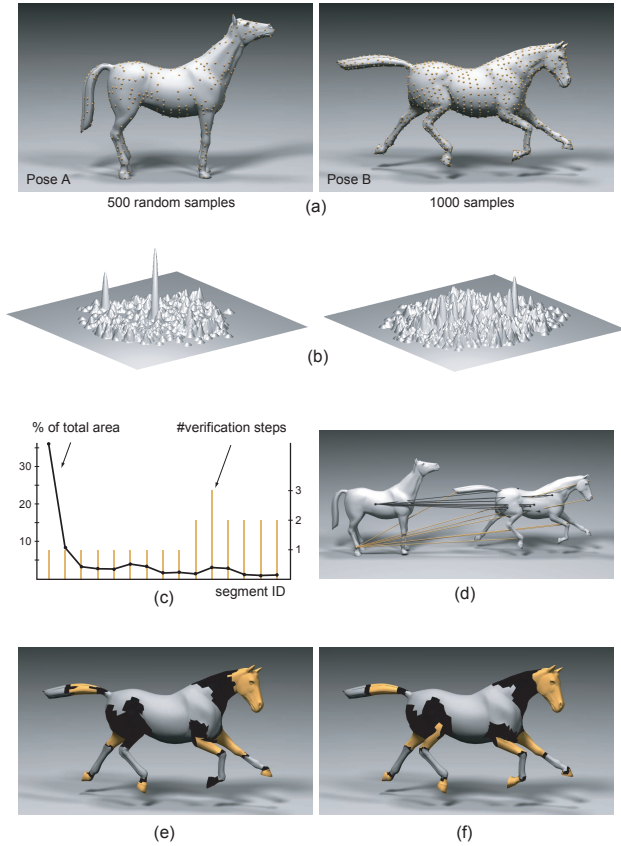 Pose A
Pose B
500 random samples
1000 samples
(a)
(b)
% of total area
#verification steps
30
20
10
3
2
1
segment ID
(c)
(d)
(e)
(f)